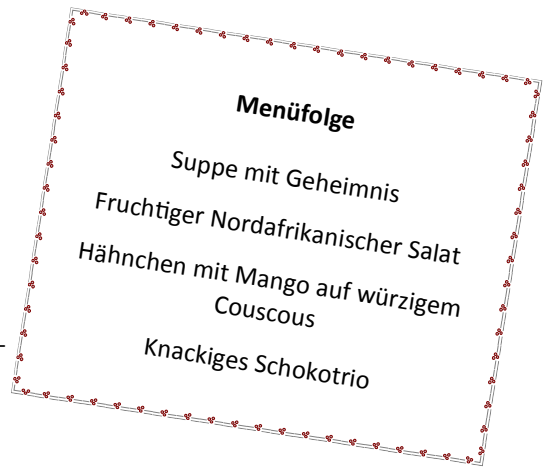 Menüfolge
Suppe mit Geheimnis
Fruchtiger Nordafrikanischer Salat
Hähnchen mit Mango auf würzigem
Couscous
Knackiges Schokotrio